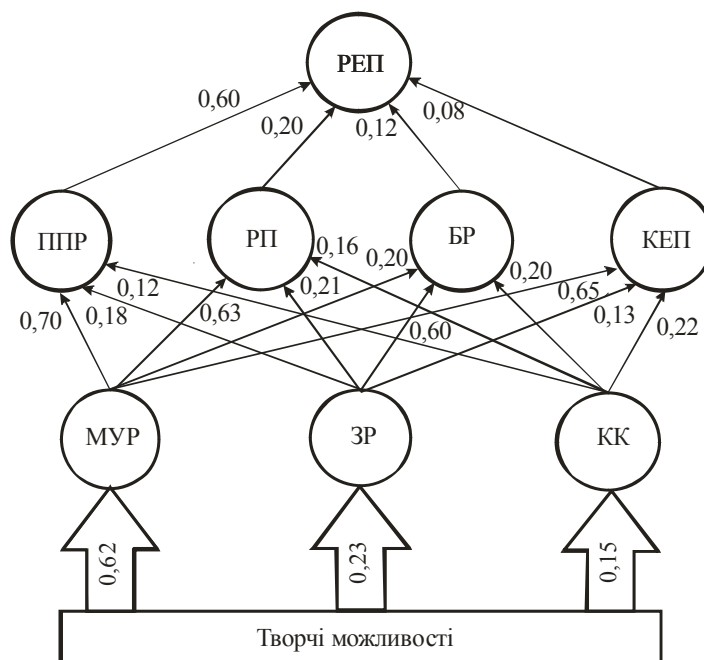 РЕП
0,60
0,20
0,12
0,08
ППР
РП
БР
КЕП
0,16
0,20
0,20
0,12
0,21
0,65
0,70
0,18
0,63
0,60
0,13
0,22
МУР
ЗР
КК
0,62
0,23
0,15
Творчі можливості